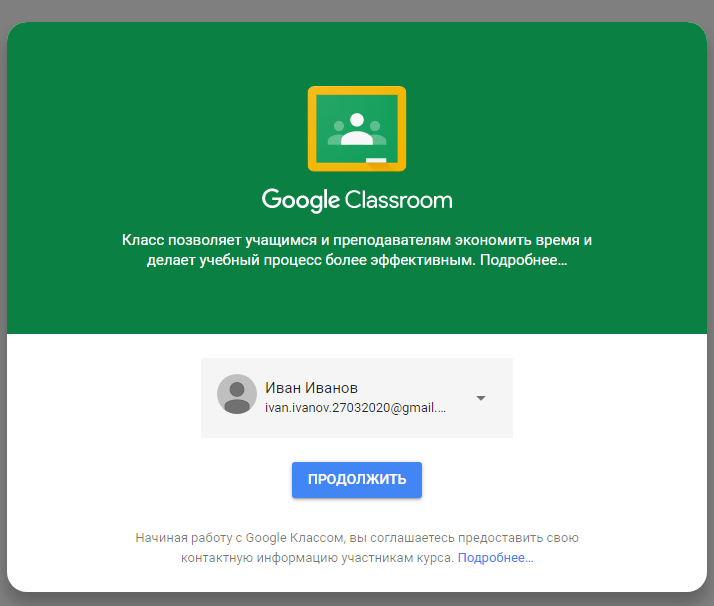 Google Classroom
Класс позволяет учащимся и преподавателям экономить время и
делает учебный процесс более эффективным. Подробнее...
Иван Иванов
ivan.ivanov.27032020@gmail....
ПРОДОЛЖИТЬ
Начиная работу с Google Классом, вы соглашаетесь предоставить свою
контактную информацию участникам курса. Подробнее...